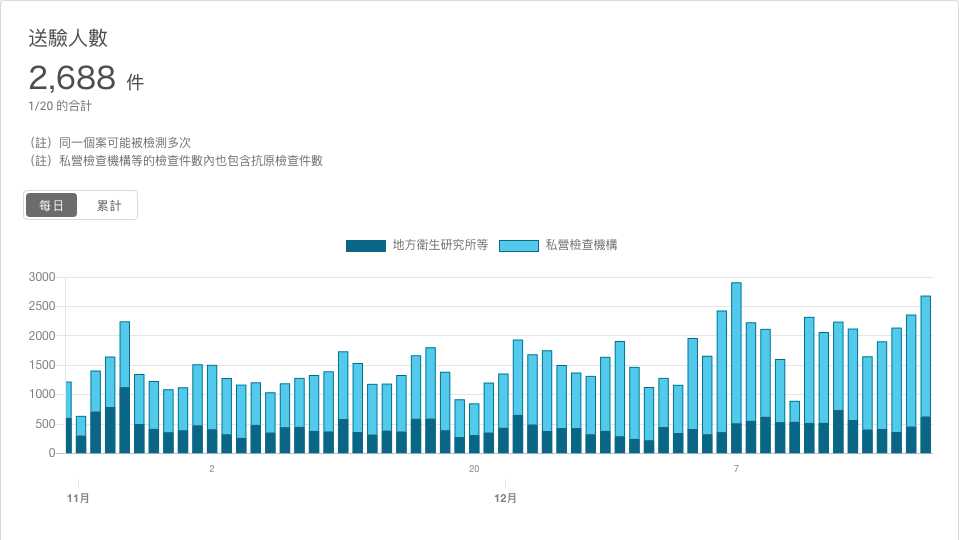 送驗人數
2,688 件
1/20 的合計
（註）同一個案可能被檢測多次
（註）私營檢查機構等的檢查件數內也包含抗原檢查件數
每日 累計
地方衛生研究所等 私營檢查機構
3000
2500
2000
1500
1000
500
0
2 20 7
11月 12月